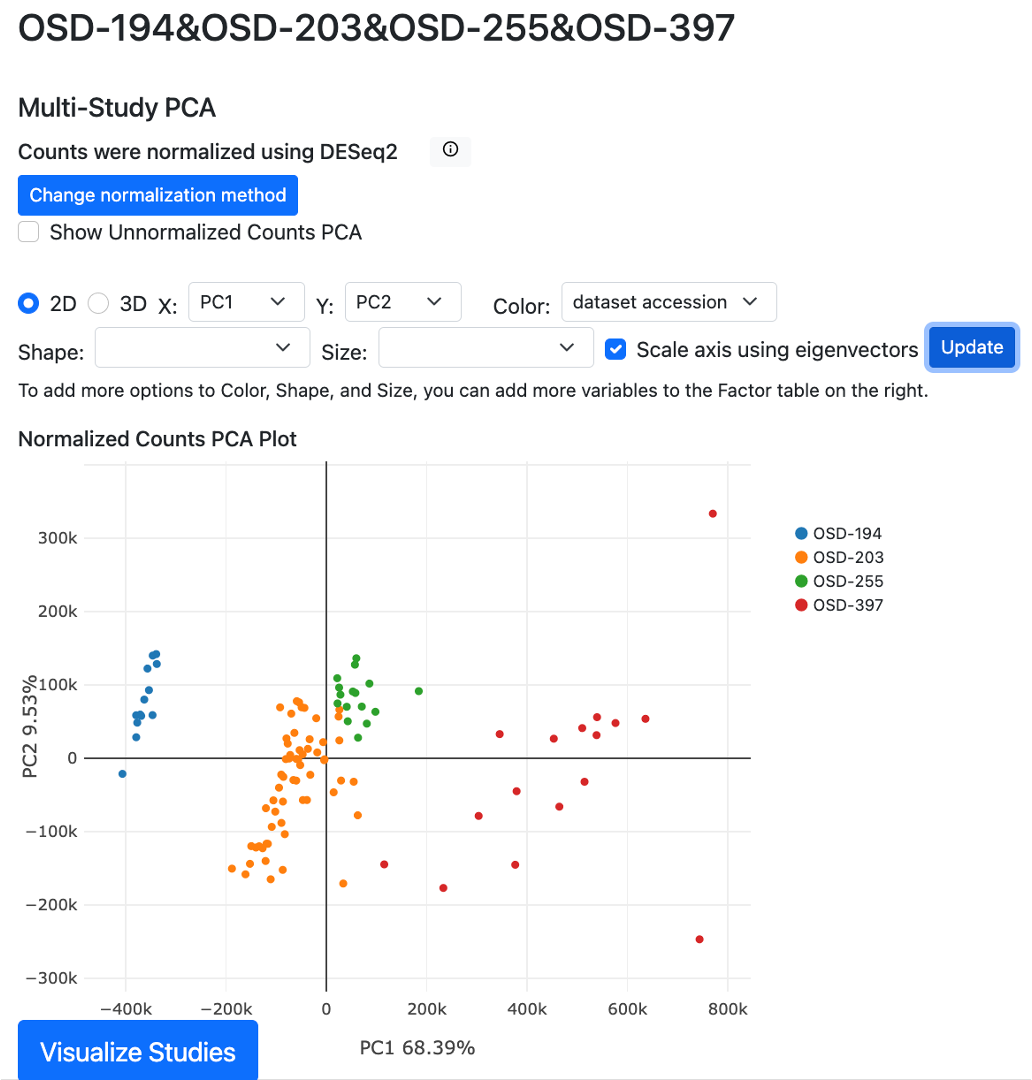 OSD-194&OSD-203&OSD-255&OSD-397
Multi-Study PCA
Counts were normalized using DESeq2
Change normalization method
Show Unnormalized Counts PCA
2D 3D X: PC1 Y: PC2 Color: dataset accession
Shape: Size: Scale axis using eigenvectors Update
To add more options to Color, Shape, and Size, you can add more variables to the Factor table on the right.
Normalized Counts PCA Plot
300k
200k
100k
0
−100k
−200k
−300k
PC2 9.53%
OSD-194
OSD-203
OSD-255
OSD-397
−400k −200k 0 200k 400k 600k 800k
PC1 68.39%
Visualize Studies